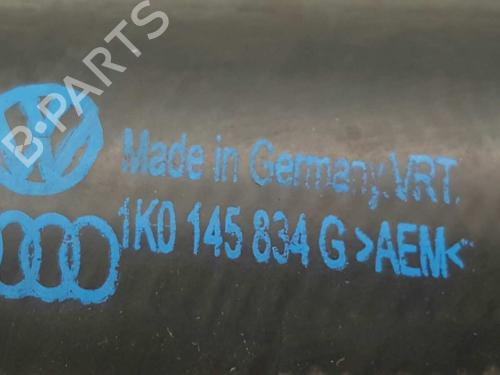 B-PARTS
Made in Germany.VRT.
1K0 145 834 G >AEM<